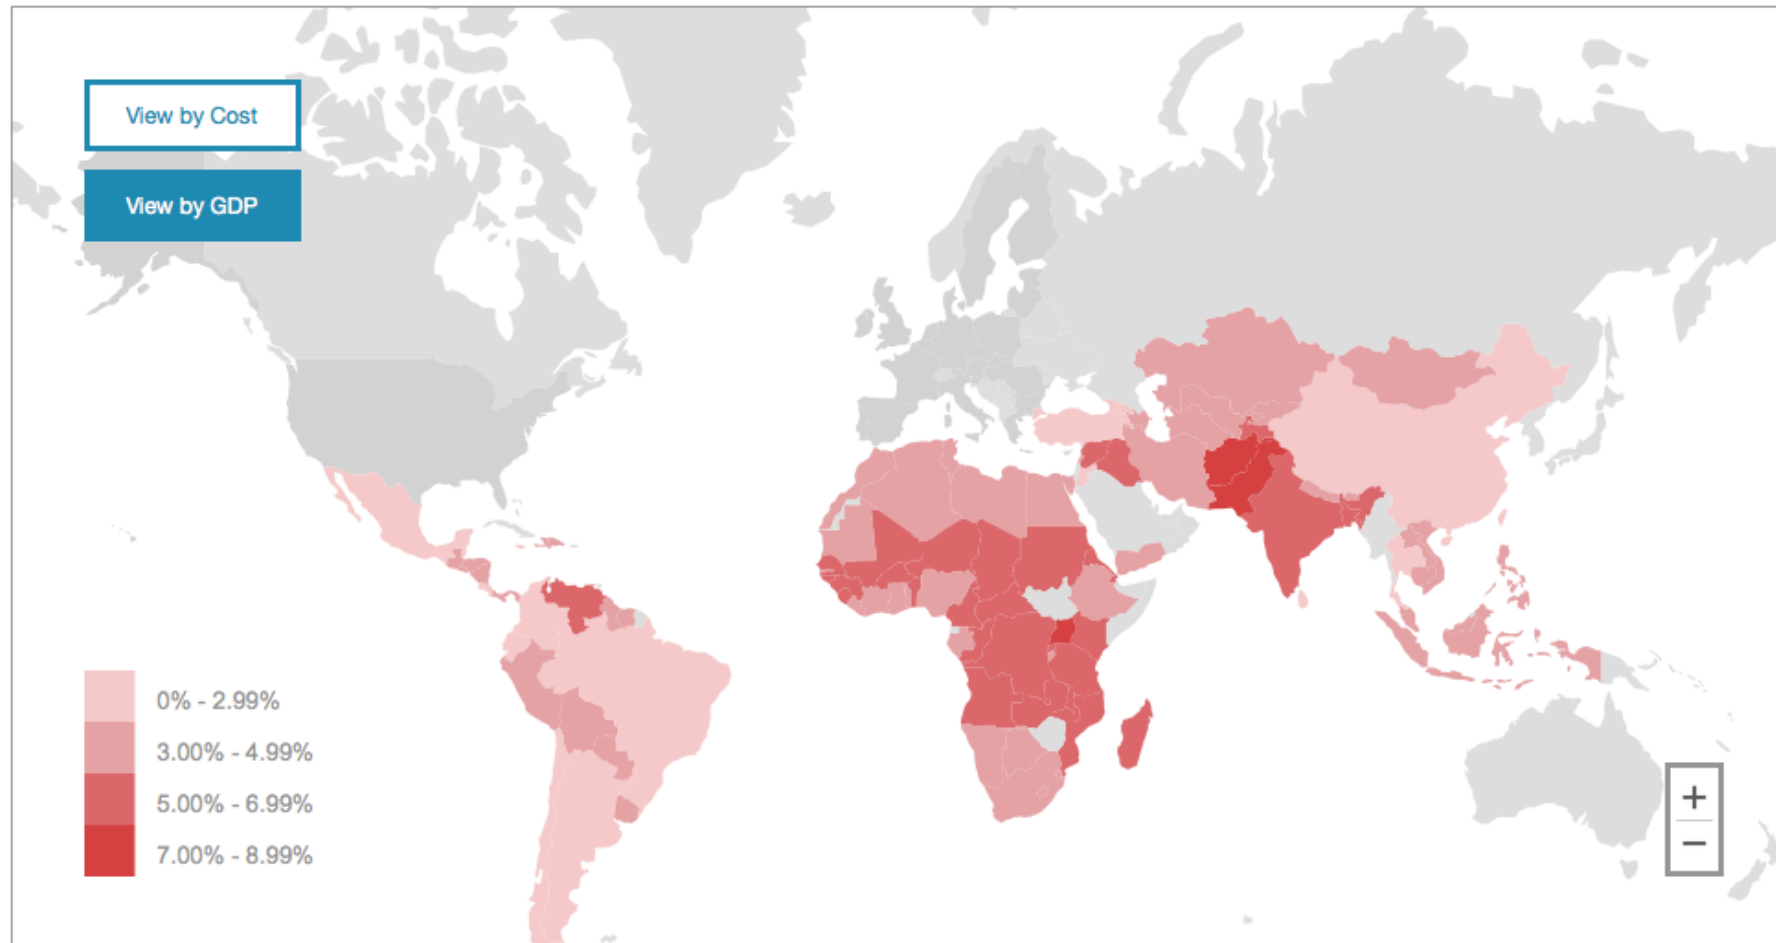 View by Cost
View by GDP
0% - 2.99%
3.00% - 4.99%
5.00% - 6.99%
7.00% - 8.99%
+
−